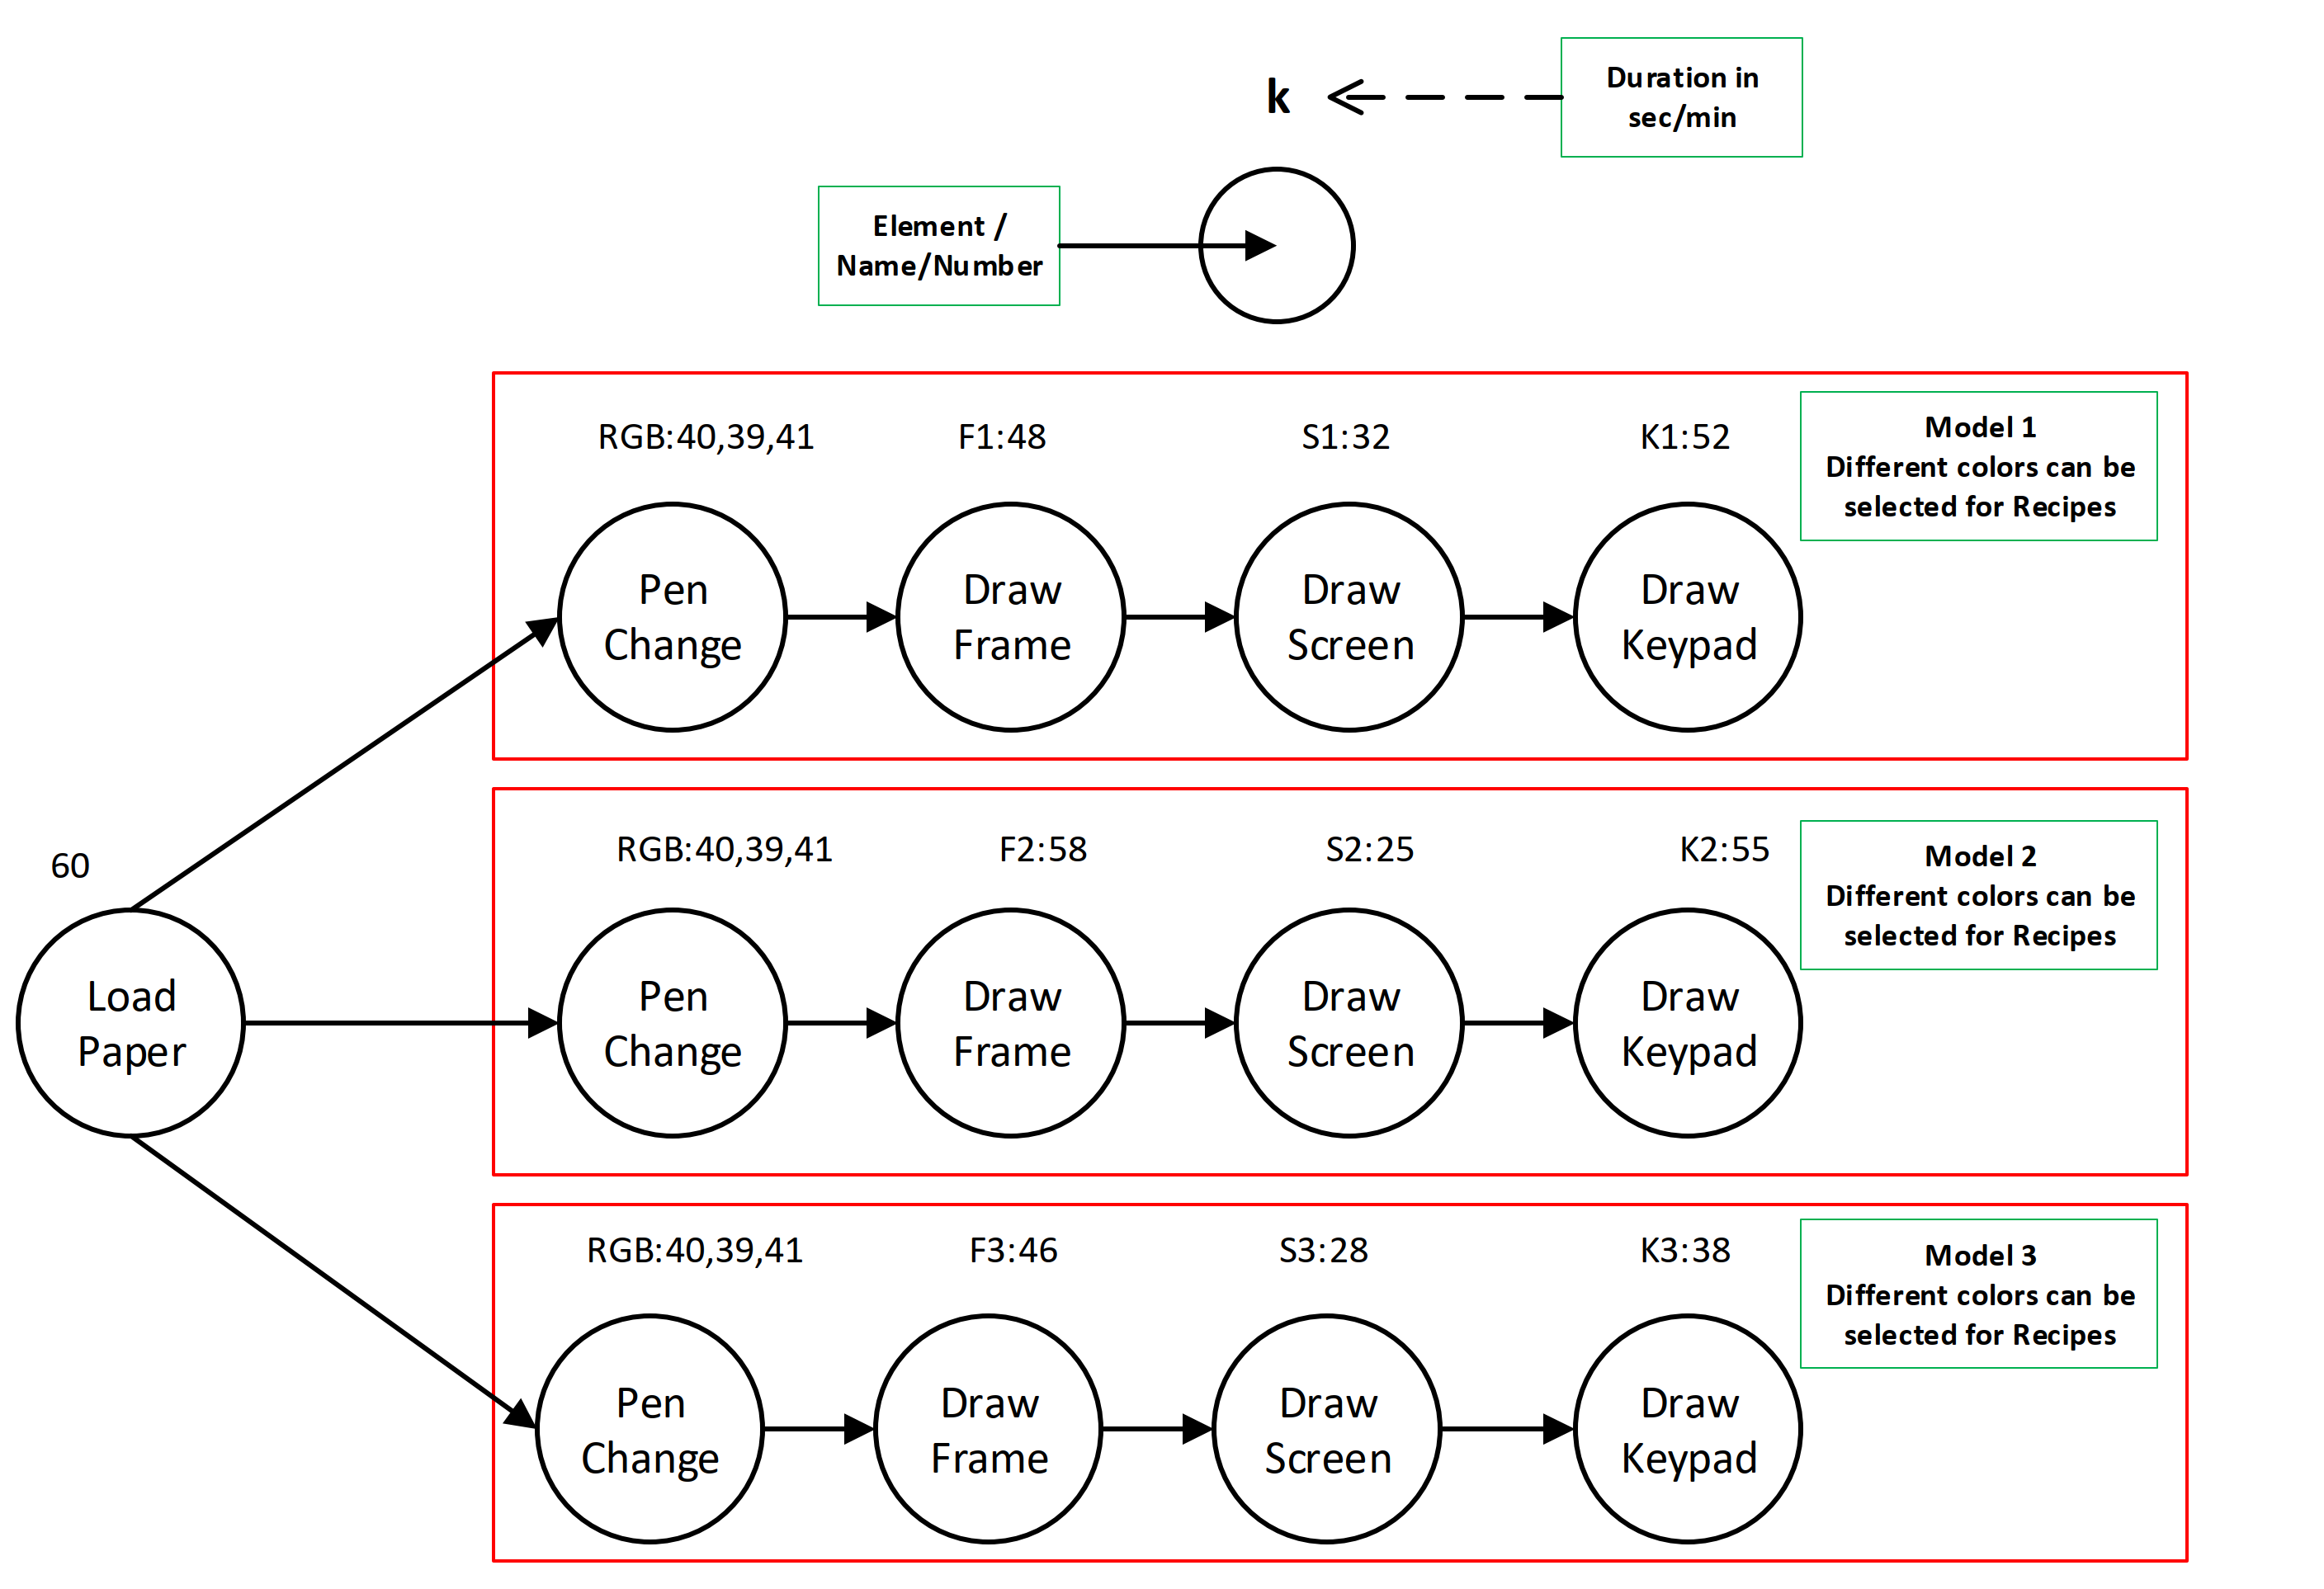 k
Duration in
sec/min
Element /
Name/Number
RGB:40,39,41
F1:48
S1:32
K1:52
Model 1
Different colors can be
selected for Recipes
Pen
Change
Draw
Frame
Draw
Screen
Draw
Keypad
60
Load
Paper
RGB:40,39,41
F2:58
S2:25
K2:55
Model 2
Different colors can be
selected for Recipes
Pen
Change
Draw
Frame
Draw
Screen
Draw
Keypad
RGB:40,39,41
F3:46
S3:28
K3:38
Model 3
Different colors can be
selected for Recipes
Pen
Change
Draw
Frame
Draw
Screen
Draw
Keypad